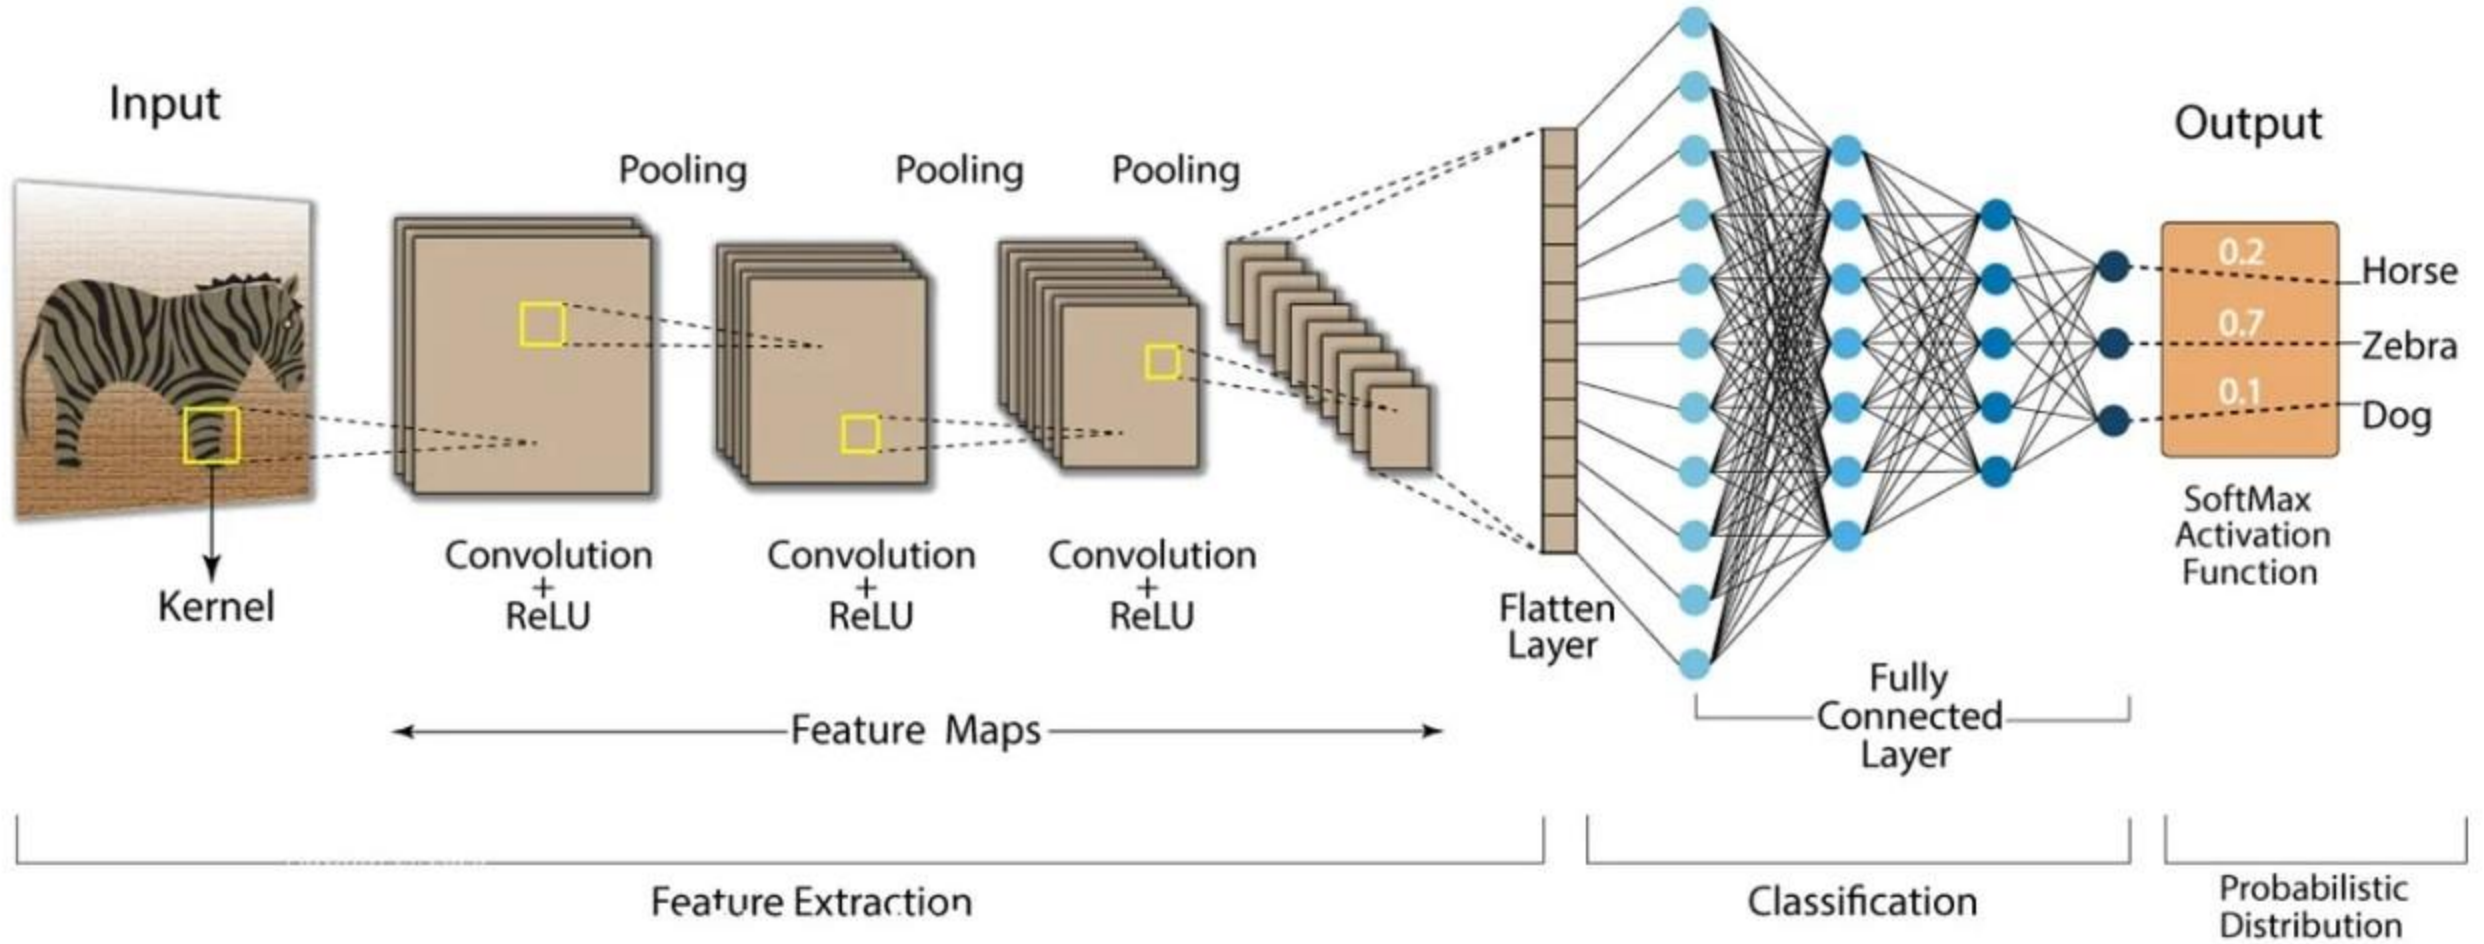 Input
Kernel
Pooling
Pooling
Pooling
Convolution
+
ReLU
Convolution
+
ReLU
Convolution
+
ReLU
Feature Maps
Flatten
Layer
Fully
Connected
Layer
Output
0.2
Horse
0.7
Zebra
0.1
Dog
SoftMax
Activation
Function
Feature Extraction
Classification
Probabilistic
Distribution